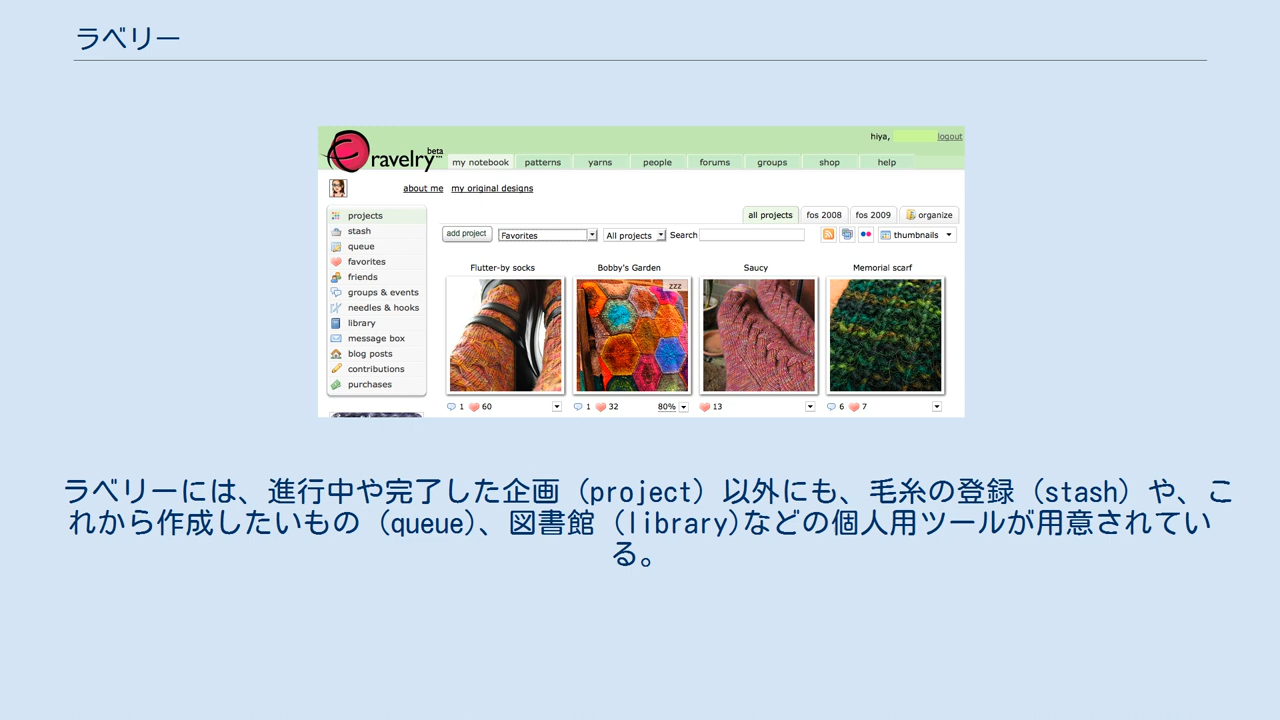 ラベリー
ravelry beta
hiya, logout
my notebook patterns yarns people forums groups shop help
about me my original designs
all projects fos 2008 fos 2009 organize
add project Favorites All projects Search thumbnails
projects
stash
queue
favorites
friends
groups & events
needles & hooks
library
message box
blog posts
contributions
purchases
Flutter-by socks Bobby's Garden Saucy Memorial scarf
zzz
1 60 1 32 80% 13 6 7
ラベリーには、進行中や完了した企画（project）以外にも、毛糸の登録（stash）や、こ
れから作成したいもの（queue)、図書館（library)などの個人用ツールが用意されてい
る。